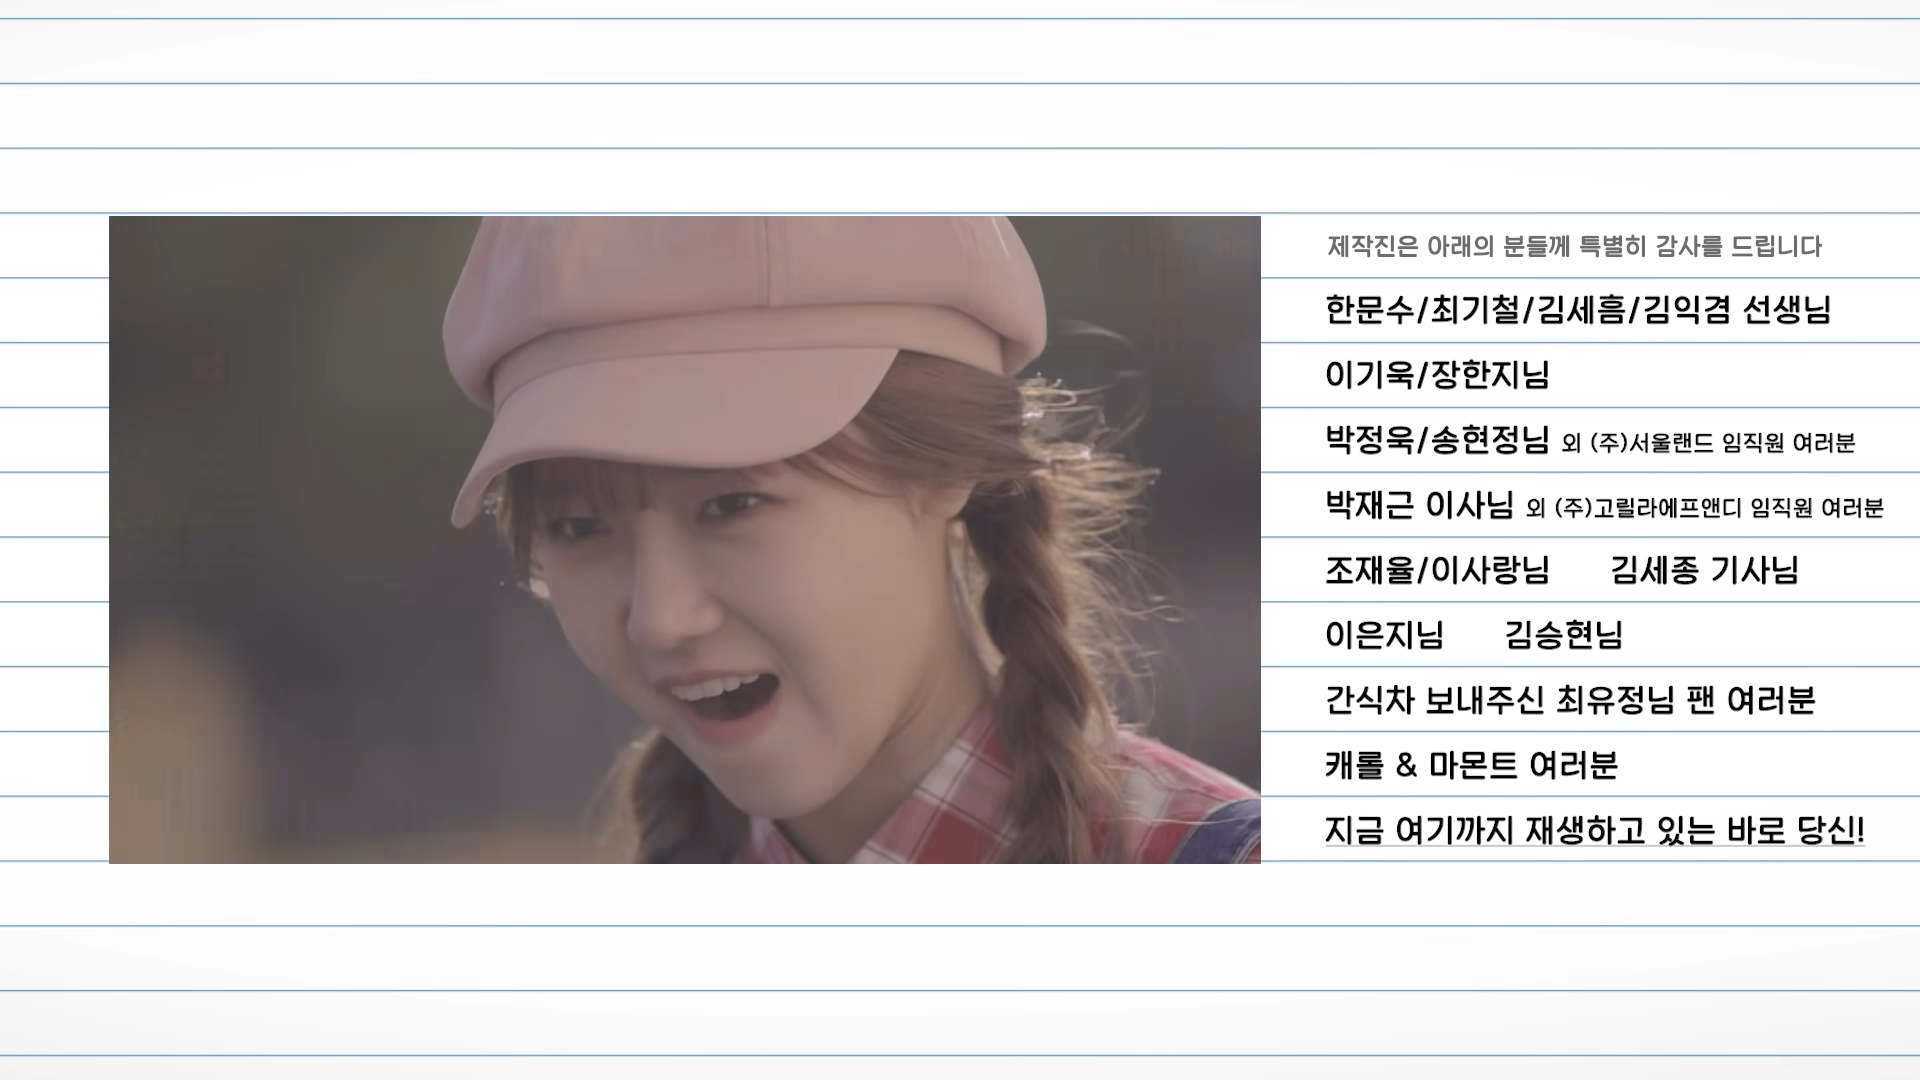 제작진은 아래의 분들께 특별히 감사를 드립니다
한문수/최기철/김세흠/김익겸 선생님
이기욱/장한지님
박정욱/송현정님 외 (주)서울랜드 임직원 여러분
박재근 이사님 외 (주)고릴라에프앤디 임직원 여러분
조재율/이사랑님 김세종 기사님
이은지님 김승현님
간식차 보내주신 최유정님 팬 여러분
캐롤 & 마몬트 여러분
지금 여기까지 재생하고 있는 바로 당신!